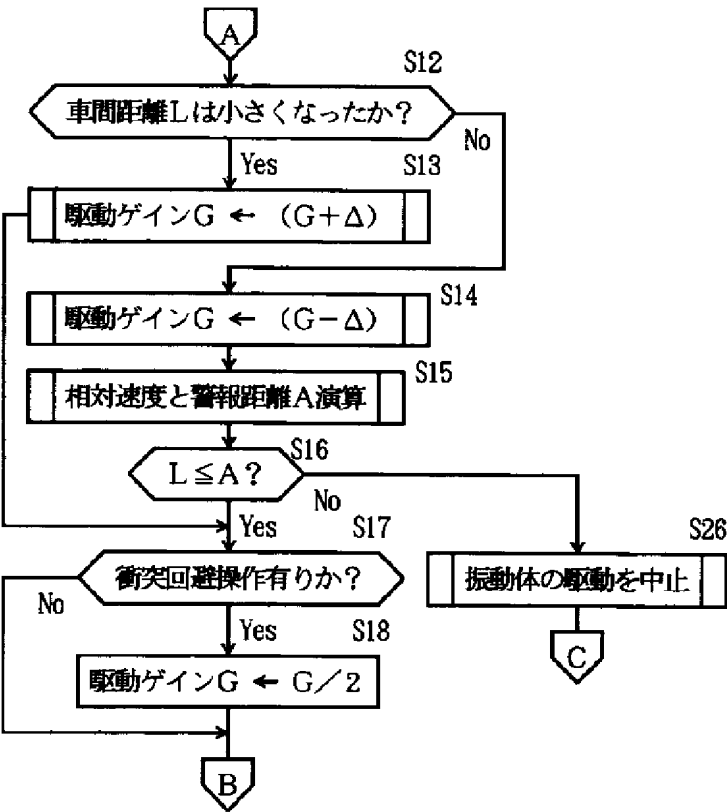 A
S12
車間距離Lは小さくなったか？
No
Yes
S13
駆動ゲインG ← （G＋Δ）
S14
駆動ゲインG ← （G－Δ）
S15
相対速度と警報距離A演算
S16
L≦A？
No
Yes
S17
S26
衝突回避操作有りか？
振動体の駆動を中止
No
Yes
S18
C
駆動ゲインG ← G／2
B